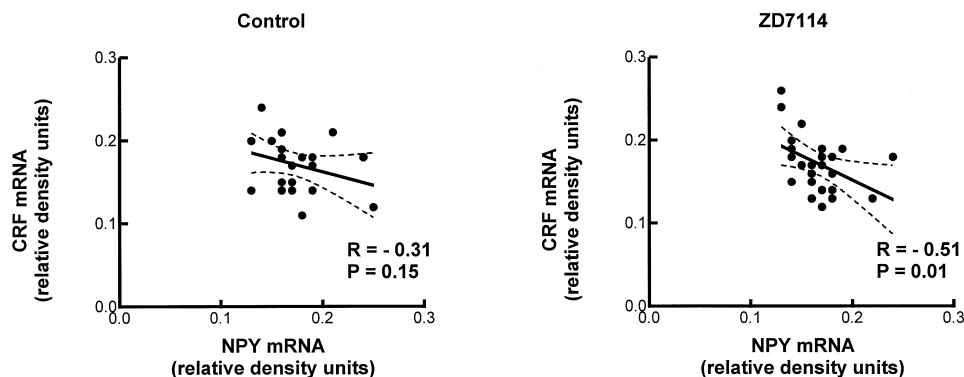 Control
0.3
0.2
0.1
0.0
0.0
0.1
0.2
0.3
CRF mRNA
(relative density units)
R = - 0.31
P = 0.15
NPY mRNA
(relative density units)
ZD7114
0.3
0.2
0.1
0.0
0.0
0.1
0.2
0.3
CRF mRNA
(relative density units)
R = - 0.51
P = 0.01
NPY mRNA
(relative density units)